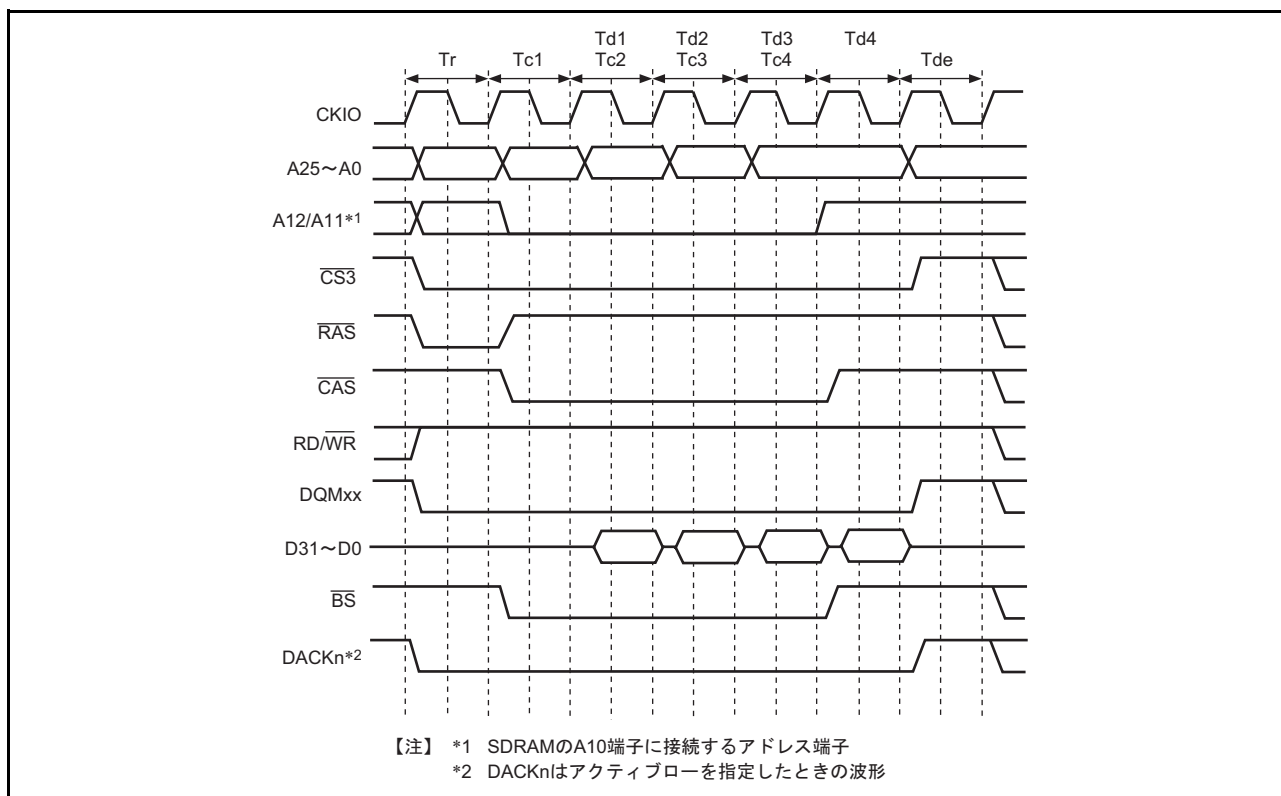 Td1 Td2 Td3 Td4
Tr Tc1 Tc2 Tc3 Tc4 Tde
CKIO
A25～A0
A12/A11*1
CS3
RAS
CAS
RD/WR
DQMxx
D31～D0
BS
DACKn*2
【注】 *1 SDRAMのA10端子に接続するアドレス端子
*2 DACKnはアクティブローを指定したときの波形